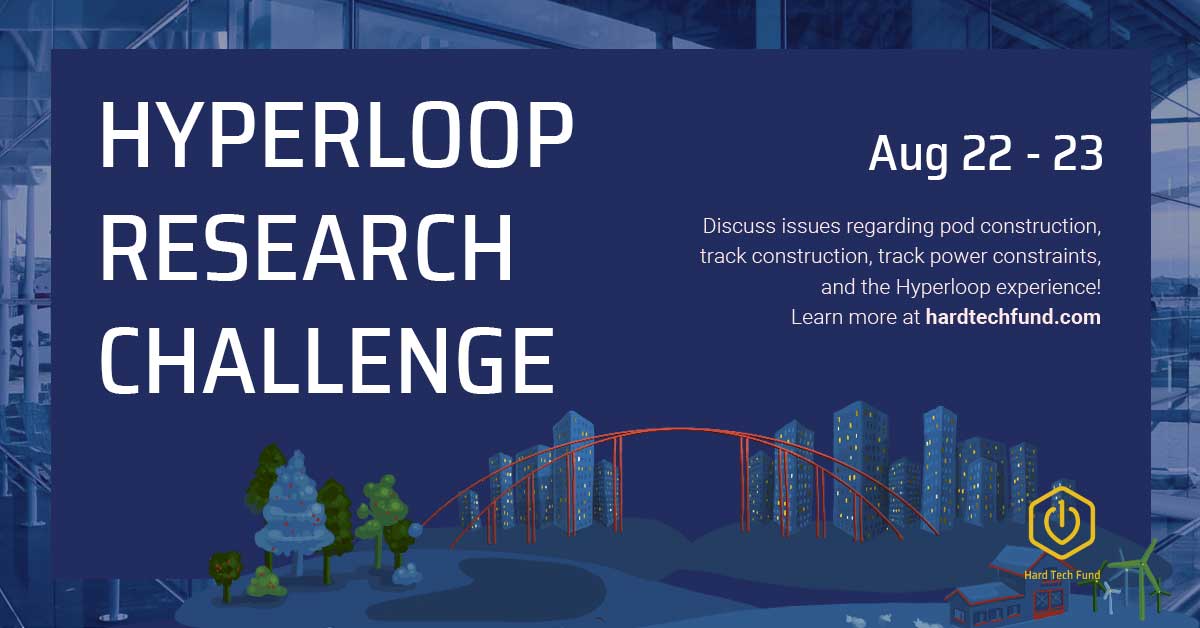 HYPERLOOP
RESEARCH
CHALLENGE
Aug 22 - 23
Discuss issues regarding pod construction,
track construction, track power constraints,
and the Hyperloop experience!
Learn more at hardtechfund.com
Hard Tech Fund